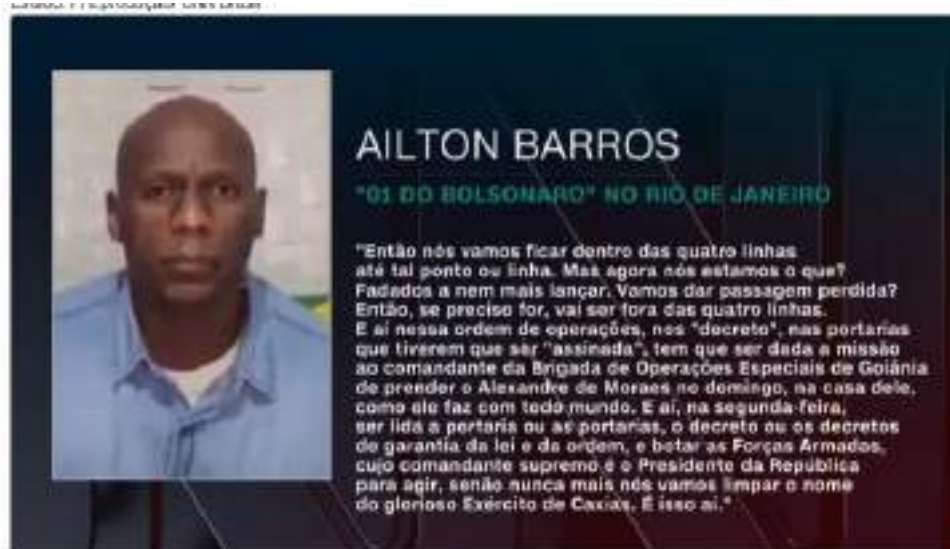 AILTON BARROS
"01 DO BOLSONARO" NO RIO DE JANEIRO
"Então nós vamos ficar dentro das quatro linhas
até tal ponto ou linha. Mas agora nós estamos o que?
Fadados a nem mais lançar. Vamos dar passagem perdida?
Então, se preciso for, vai ser fora das quatro linhas.
E aí nessa ordem de operações, nos "decreto", nas portarias
que tiverem que ser "assinada", tem que ser dada a missão
ao comandante da Brigada de Operações Especiais de Goiânia
de prender o Alexandre de Moraes no domingo, na casa dele,
como ele faz com todo mundo. E aí, na segunda-feira,
ser lida a portaria ou as portarias, o decreto ou os decretos
de garantia da lei e da ordem, e botar as Forças Armadas,
cujo comandante supremo é o Presidente da República
para agir, senão nunca mais nós vamos limpar o nome
do glorioso Exército de Caxias. É isso aí."